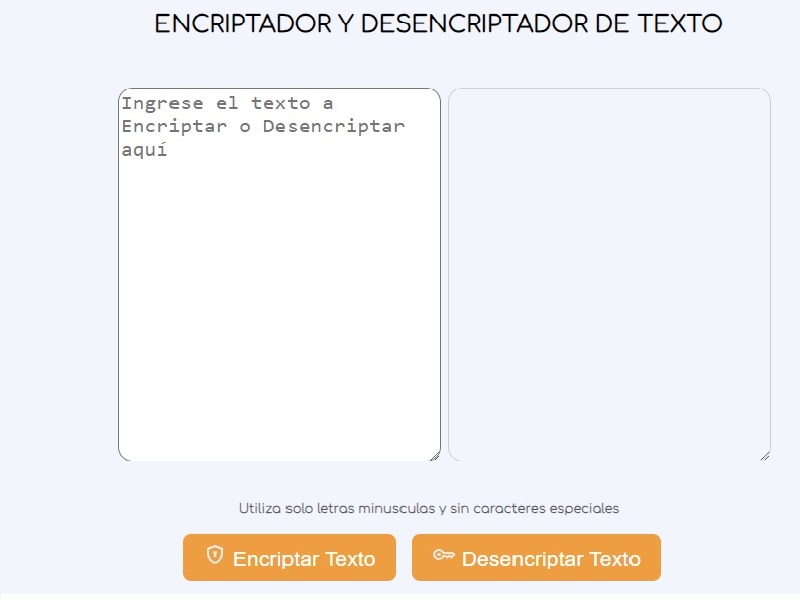 ENCRIPTADOR Y DESENCRIPTADOR DE TEXTO
Ingrese el texto a
Encriptar o Desencriptar
aquí
Utiliza solo letras minusculas y sin caracteres especiales
Encriptar Texto
Desencriptar Texto